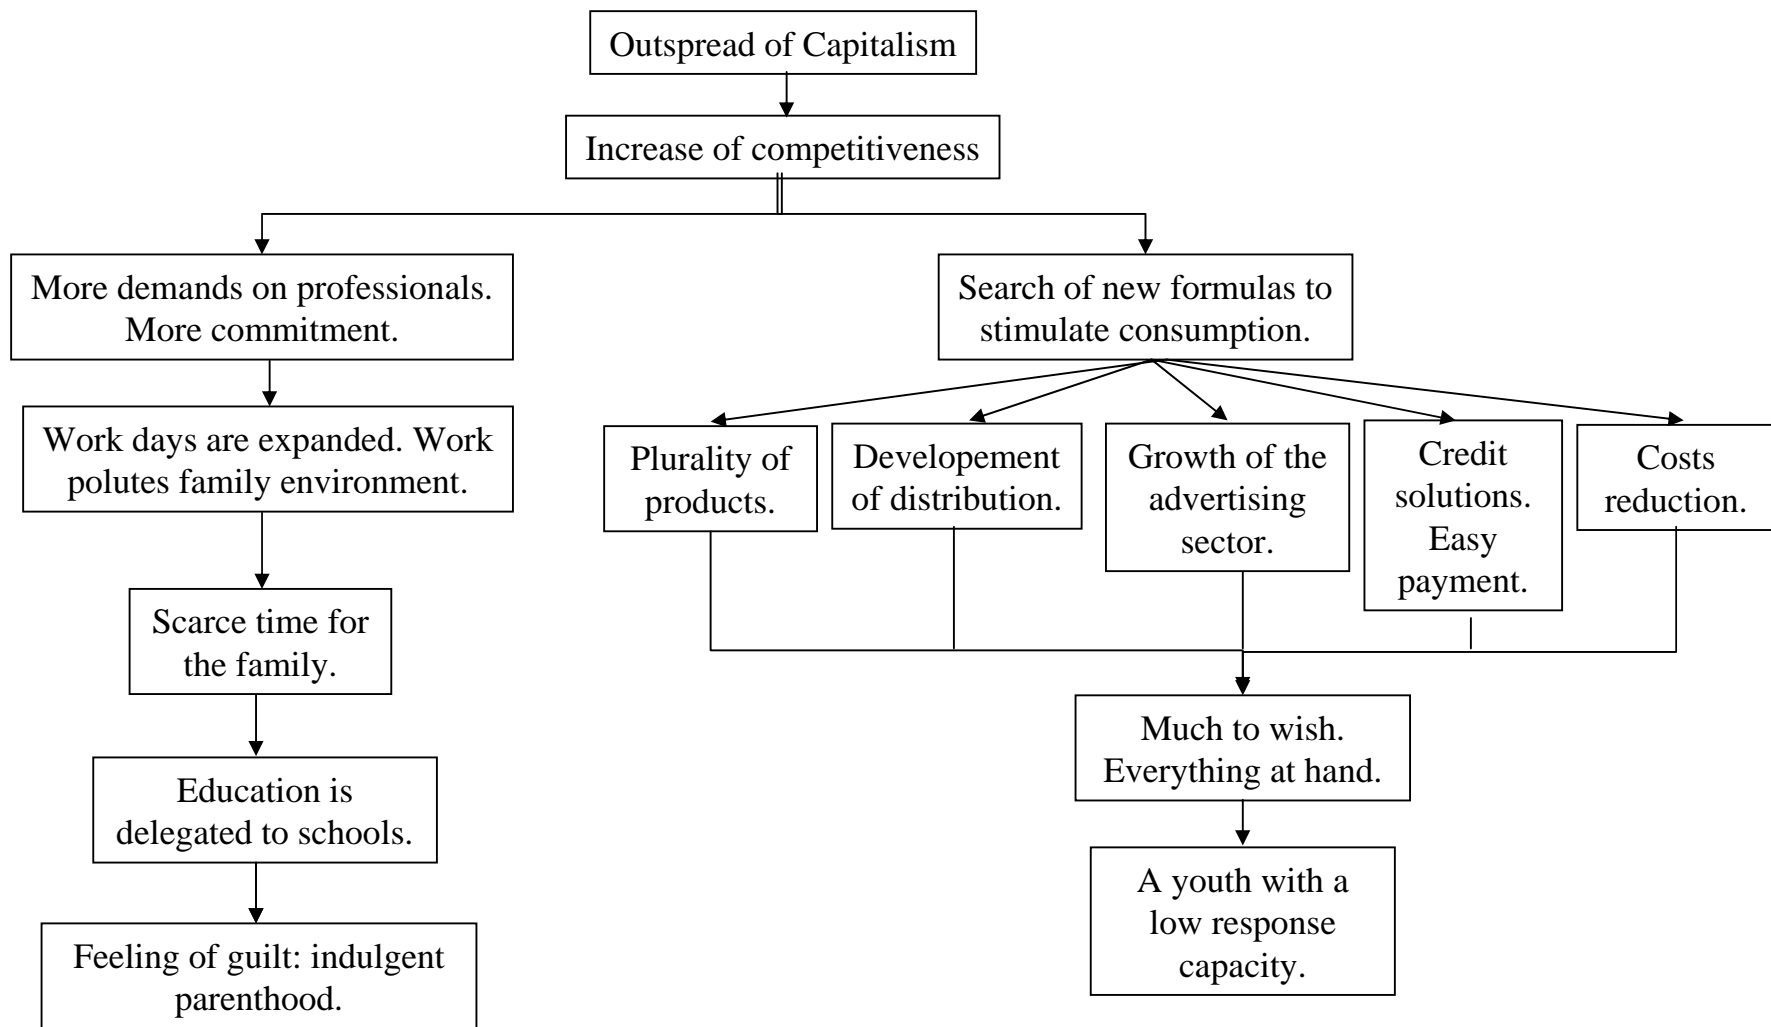 Outspread of Capitalism
Increase of competitiveness
More demands on professionals.
More commitment.
Search of new formulas to
stimulate consumption.
Work days are expanded. Work
polutes family environment.
Plurality of
products.
Developement
of distribution.
Growth of the
advertising
sector.
Credit
solutions.
Easy
payment.
Costs
reduction.
Scarce time for
the family.
Much to wish.
Everything at hand.
Education is
delegated to schools.
A youth with a
low response
capacity.
Feeling of guilt: indulgent
parenthood.